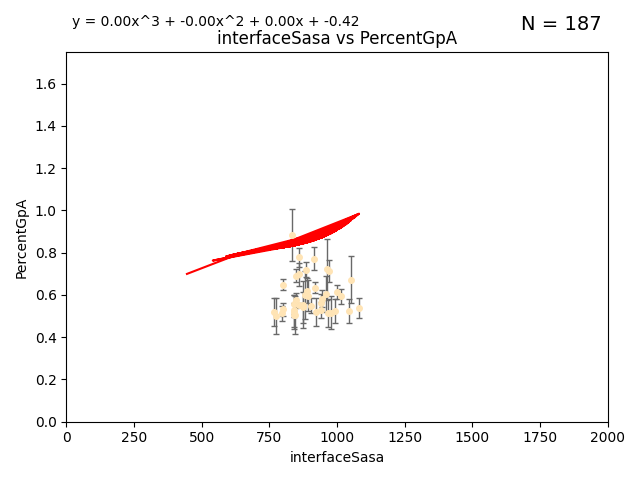 y = 0.00x^3 + -0.00x^2 + 0.00x + -0.42
N = 187
interfaceSasa vs PercentGpA
PercentGpA
1.6
1.4
1.2
1.0
0.8
0.6
0.4
0.2
0.0
0 250 500 750 1000 1250 1500 1750 2000
interfaceSasa